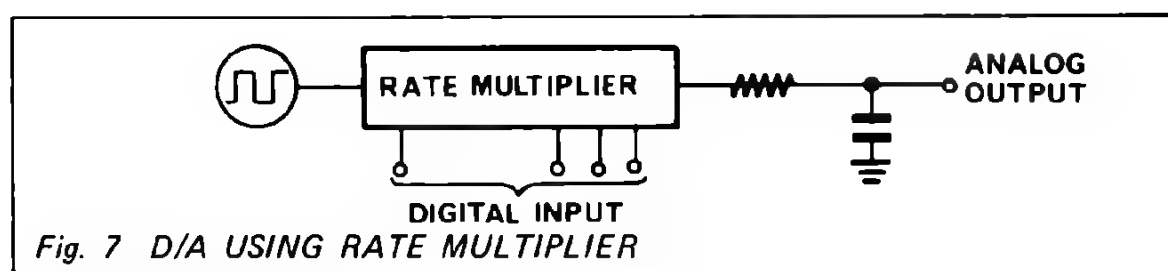 RATE MULTIPLIER
ANALOG
OUTPUT
DIGITAL INPUT
Fig. 7 D/A USING RATE MULTIPLIER